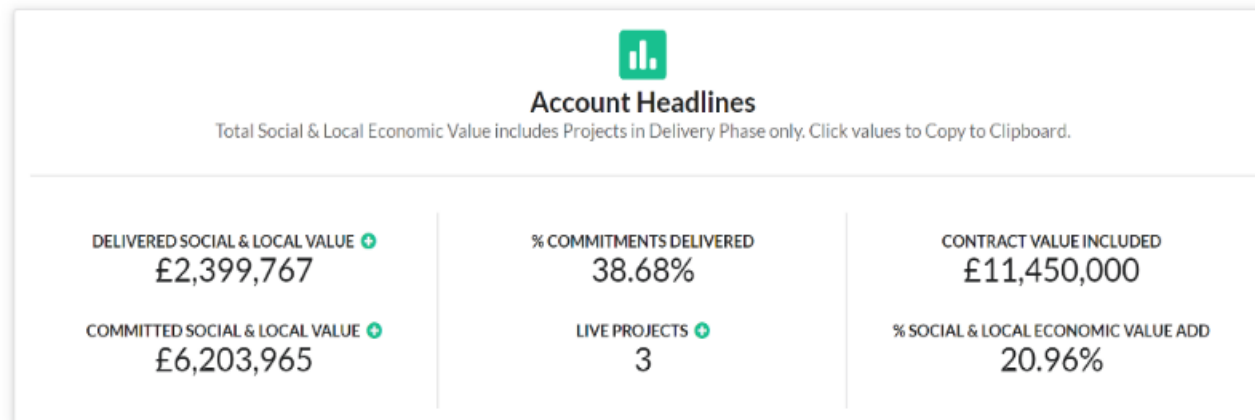 Account Headlines
Total Social & Local Economic Value includes Projects in Delivery Phase only. Click values to Copy to Clipboard.
DELIVERED SOCIAL & LOCAL VALUE
£2,399,767
COMMITTED SOCIAL & LOCAL VALUE
£6,203,965
% COMMITMENTS DELIVERED
38.68%
LIVE PROJECTS
3
CONTRACT VALUE INCLUDED
£11,450,000
% SOCIAL & LOCAL ECONOMIC VALUE ADD
20.96%